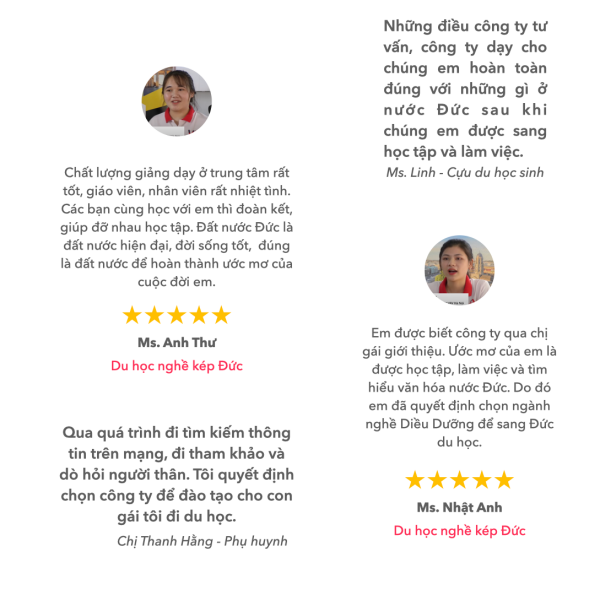 Chất lượng giảng dạy ở trung tâm rất
tốt, giáo viên, nhân viên rất nhiệt tình.
Các bạn cùng học với em thì đoàn kết,
giúp đỡ nhau học tập. Đất nước Đức là
đất nước hiện đại, đời sống tốt, đúng
là đất nước để hoàn thành ước mơ của
cuộc đời em.
Ms. Anh Thư
Du học nghề kép Đức
Qua quá trình đi tìm kiếm thông
tin trên mạng, đi tham khảo và
dò hỏi người thân. Tôi quyết định
chọn công ty để đào tạo cho con
gái tôi đi du học.
Chị Thanh Hằng - Phụ huynh
Những điều công ty tư
vấn, công ty dạy cho
chúng em hoàn toàn
đúng với những gì ở
nước Đức sau khi
chúng em được sang
học tập và làm việc.
Ms. Linh - Cựu du học sinh
Em được biết công ty qua chị
gái giới thiệu. Ước mơ của em là
được học tập, làm việc và tìm
hiểu văn hóa nước Đức. Do đó
em đã quyết định chọn ngành
nghề Điều Dưỡng để sang Đức
du học.
Ms. Nhật Anh
Du học nghề kép Đức